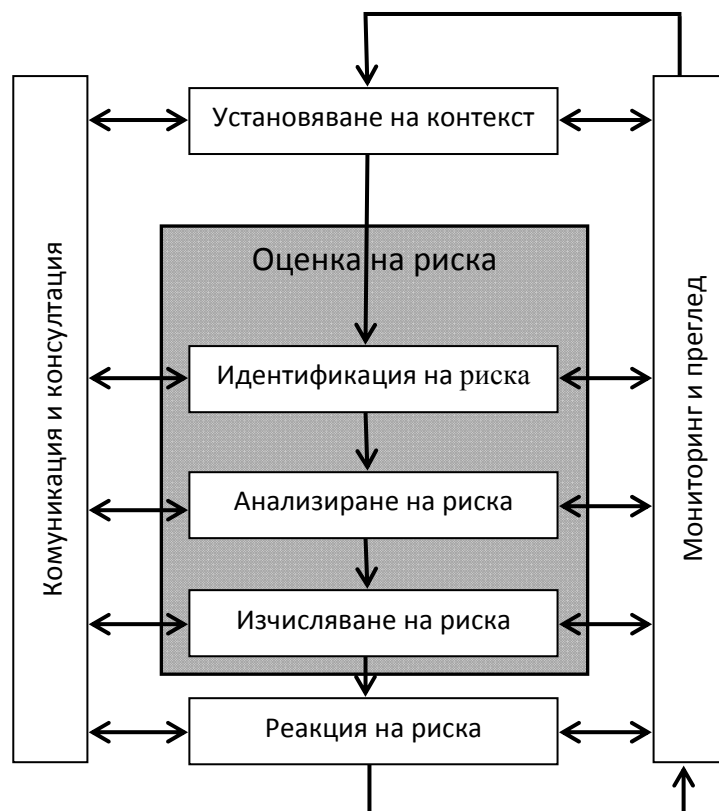 Установяване на контекст
Оценка на риска
Идентификация на риска
Анализиране на риска
Изчисляване на риска
Реакция на риска
Комуникация и консултация
Мониторинг и преглед